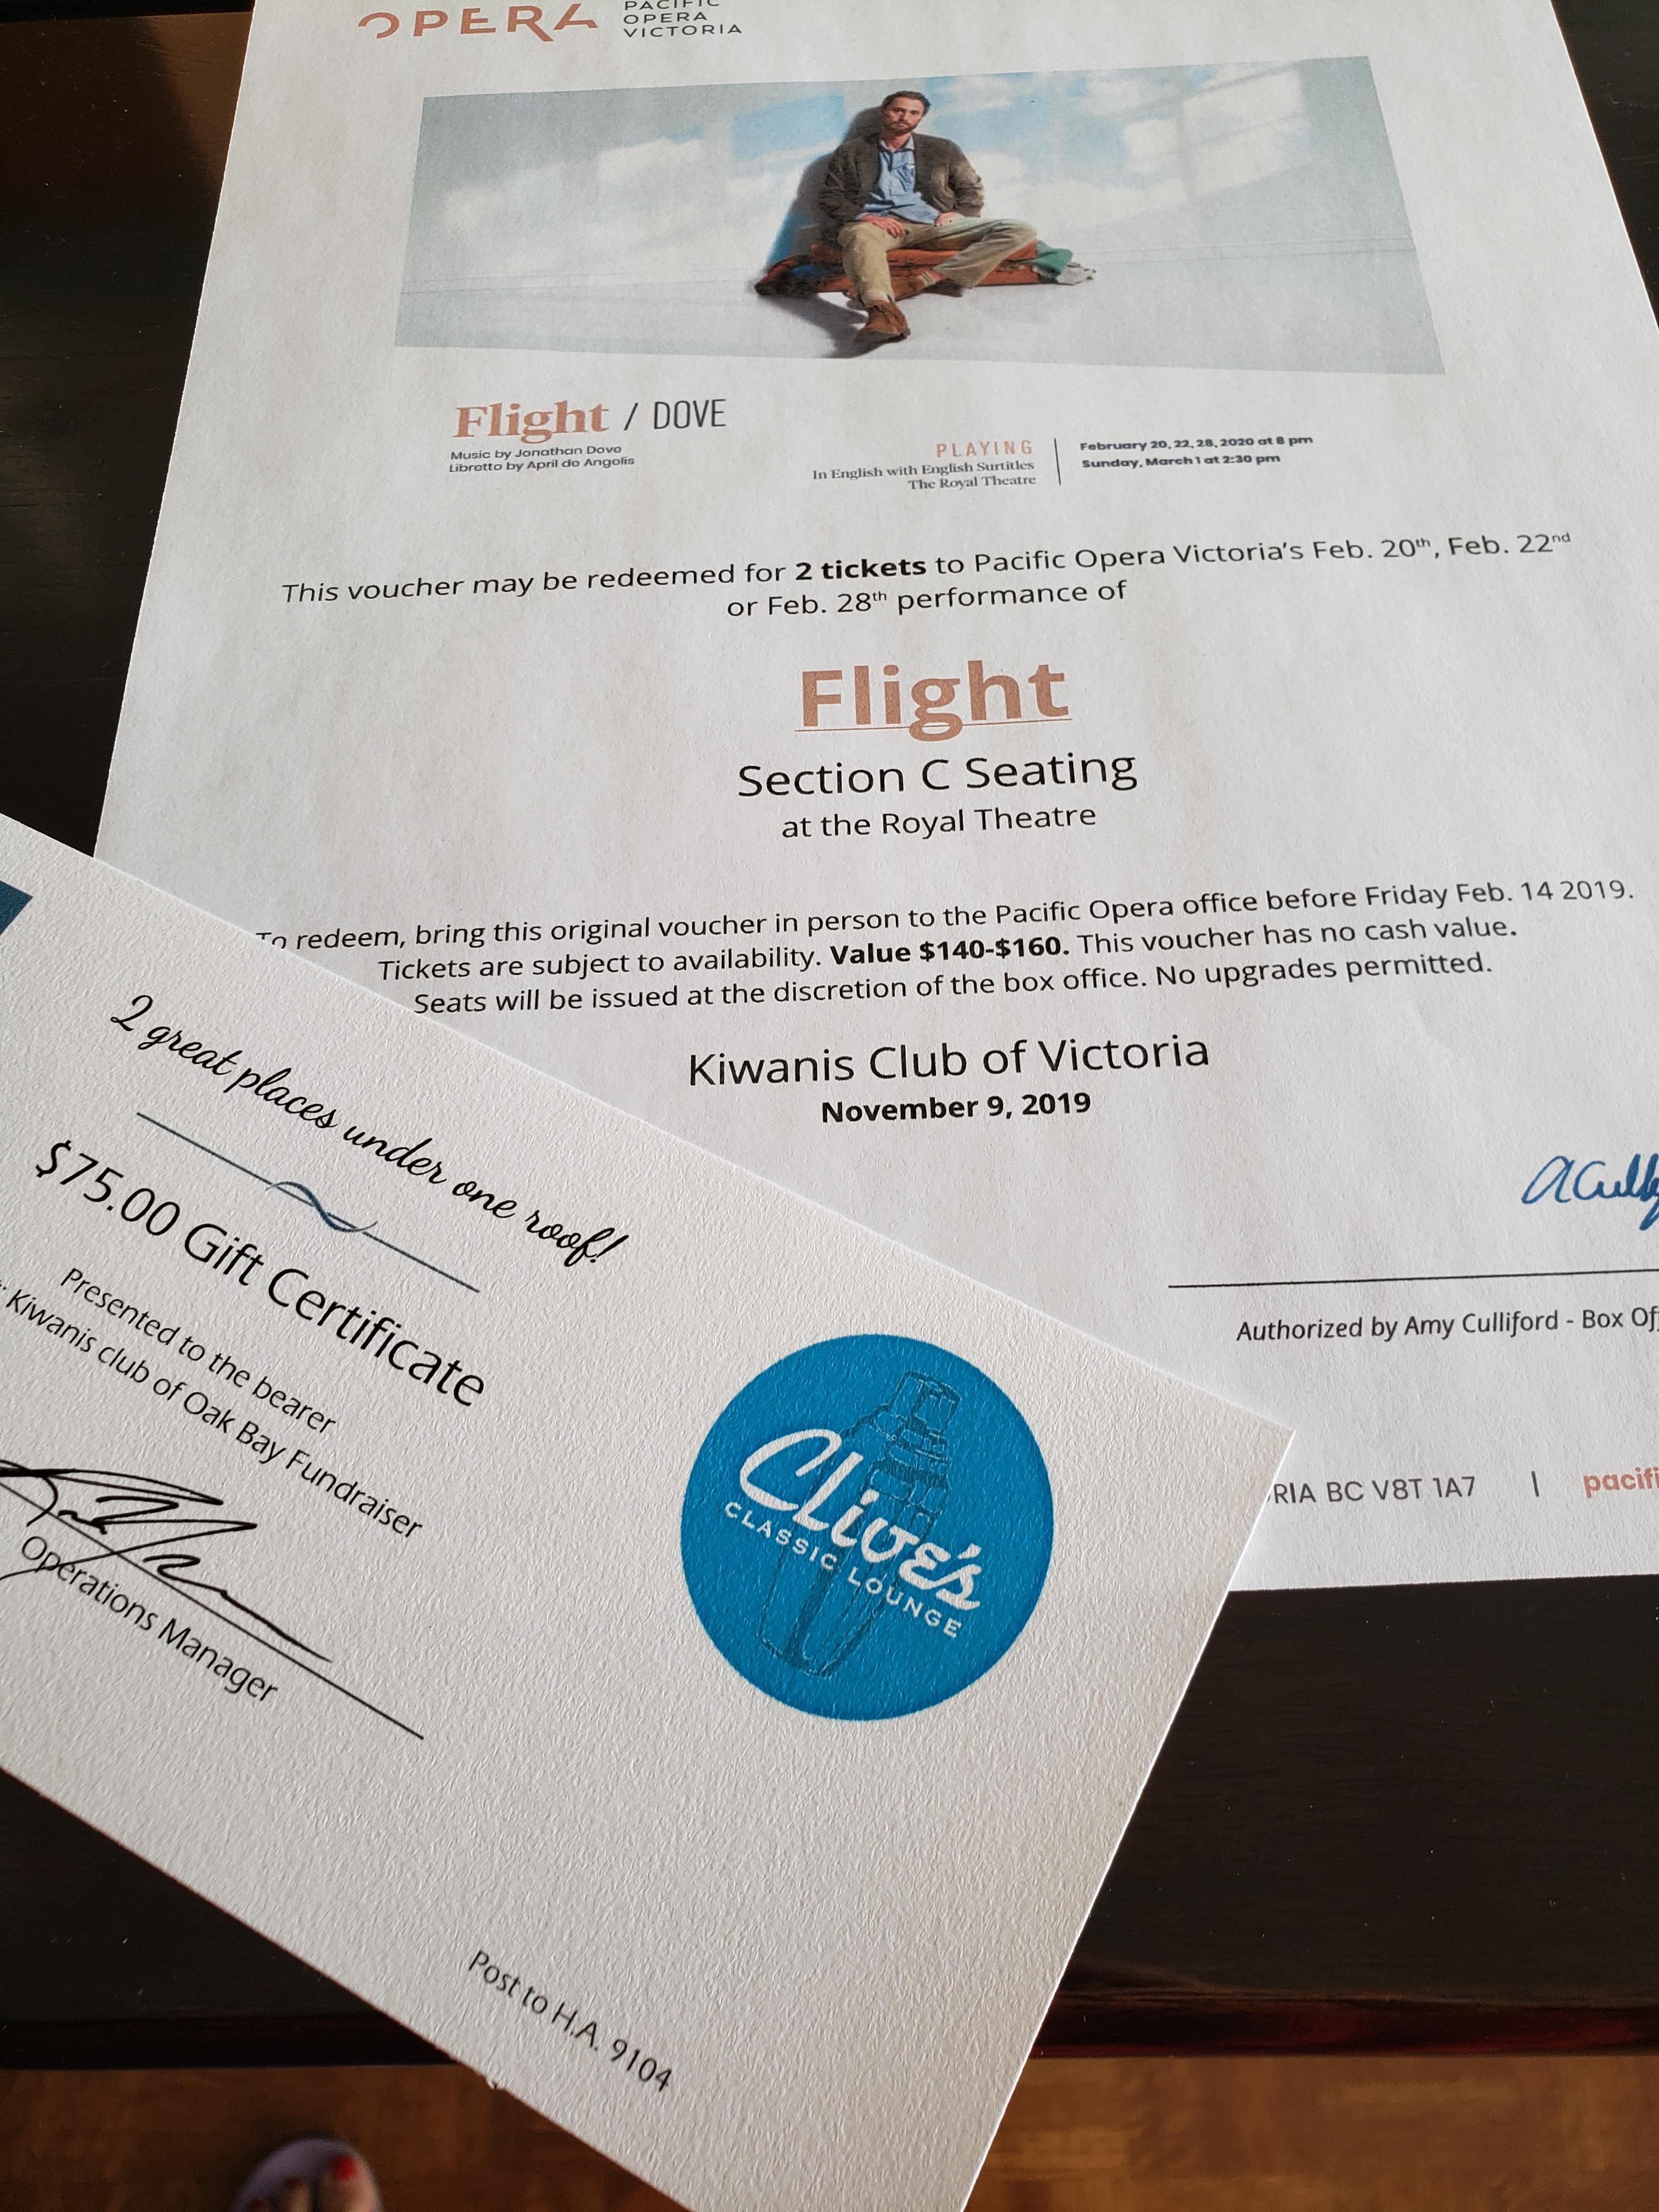 OPERA
PACIFIC
OPERA
VICTORIA
Flight / DOVE
Music by Jonathan Dove
Libretto by April de Angelis
PLAYING
In English with English Surtitles
The Royal Theatre
February 20, 22, 28, 2020 at 8 pm
Sunday, March 1 at 2:30 pm
This voucher may be redeemed for 2 tickets to Pacific Opera Victoria's Feb. 20th, Feb. 22nd
or Feb. 28th performance of
Flight
Section C Seating
at the Royal Theatre
To redeem, bring this original voucher in person to the Pacific Opera office before Friday Feb. 14 2019.
Tickets are subject to availability. Value $140-$160. This voucher has no cash value.
Seats will be issued at the discretion of the box office. No upgrades permitted.
Kiwanis Club of Victoria
November 9, 2019
Authorized by Amy Culliford - Box Of
RIA BC V8T 1A7 | pacifi
2 great places under one roof!
$75.00 Gift Certificate
Presented to the bearer
Kiwanis club of Oak Bay Fundraiser
Operations Manager
Clive's
CLASSIC LOUNGE
Post to H.A. 9104